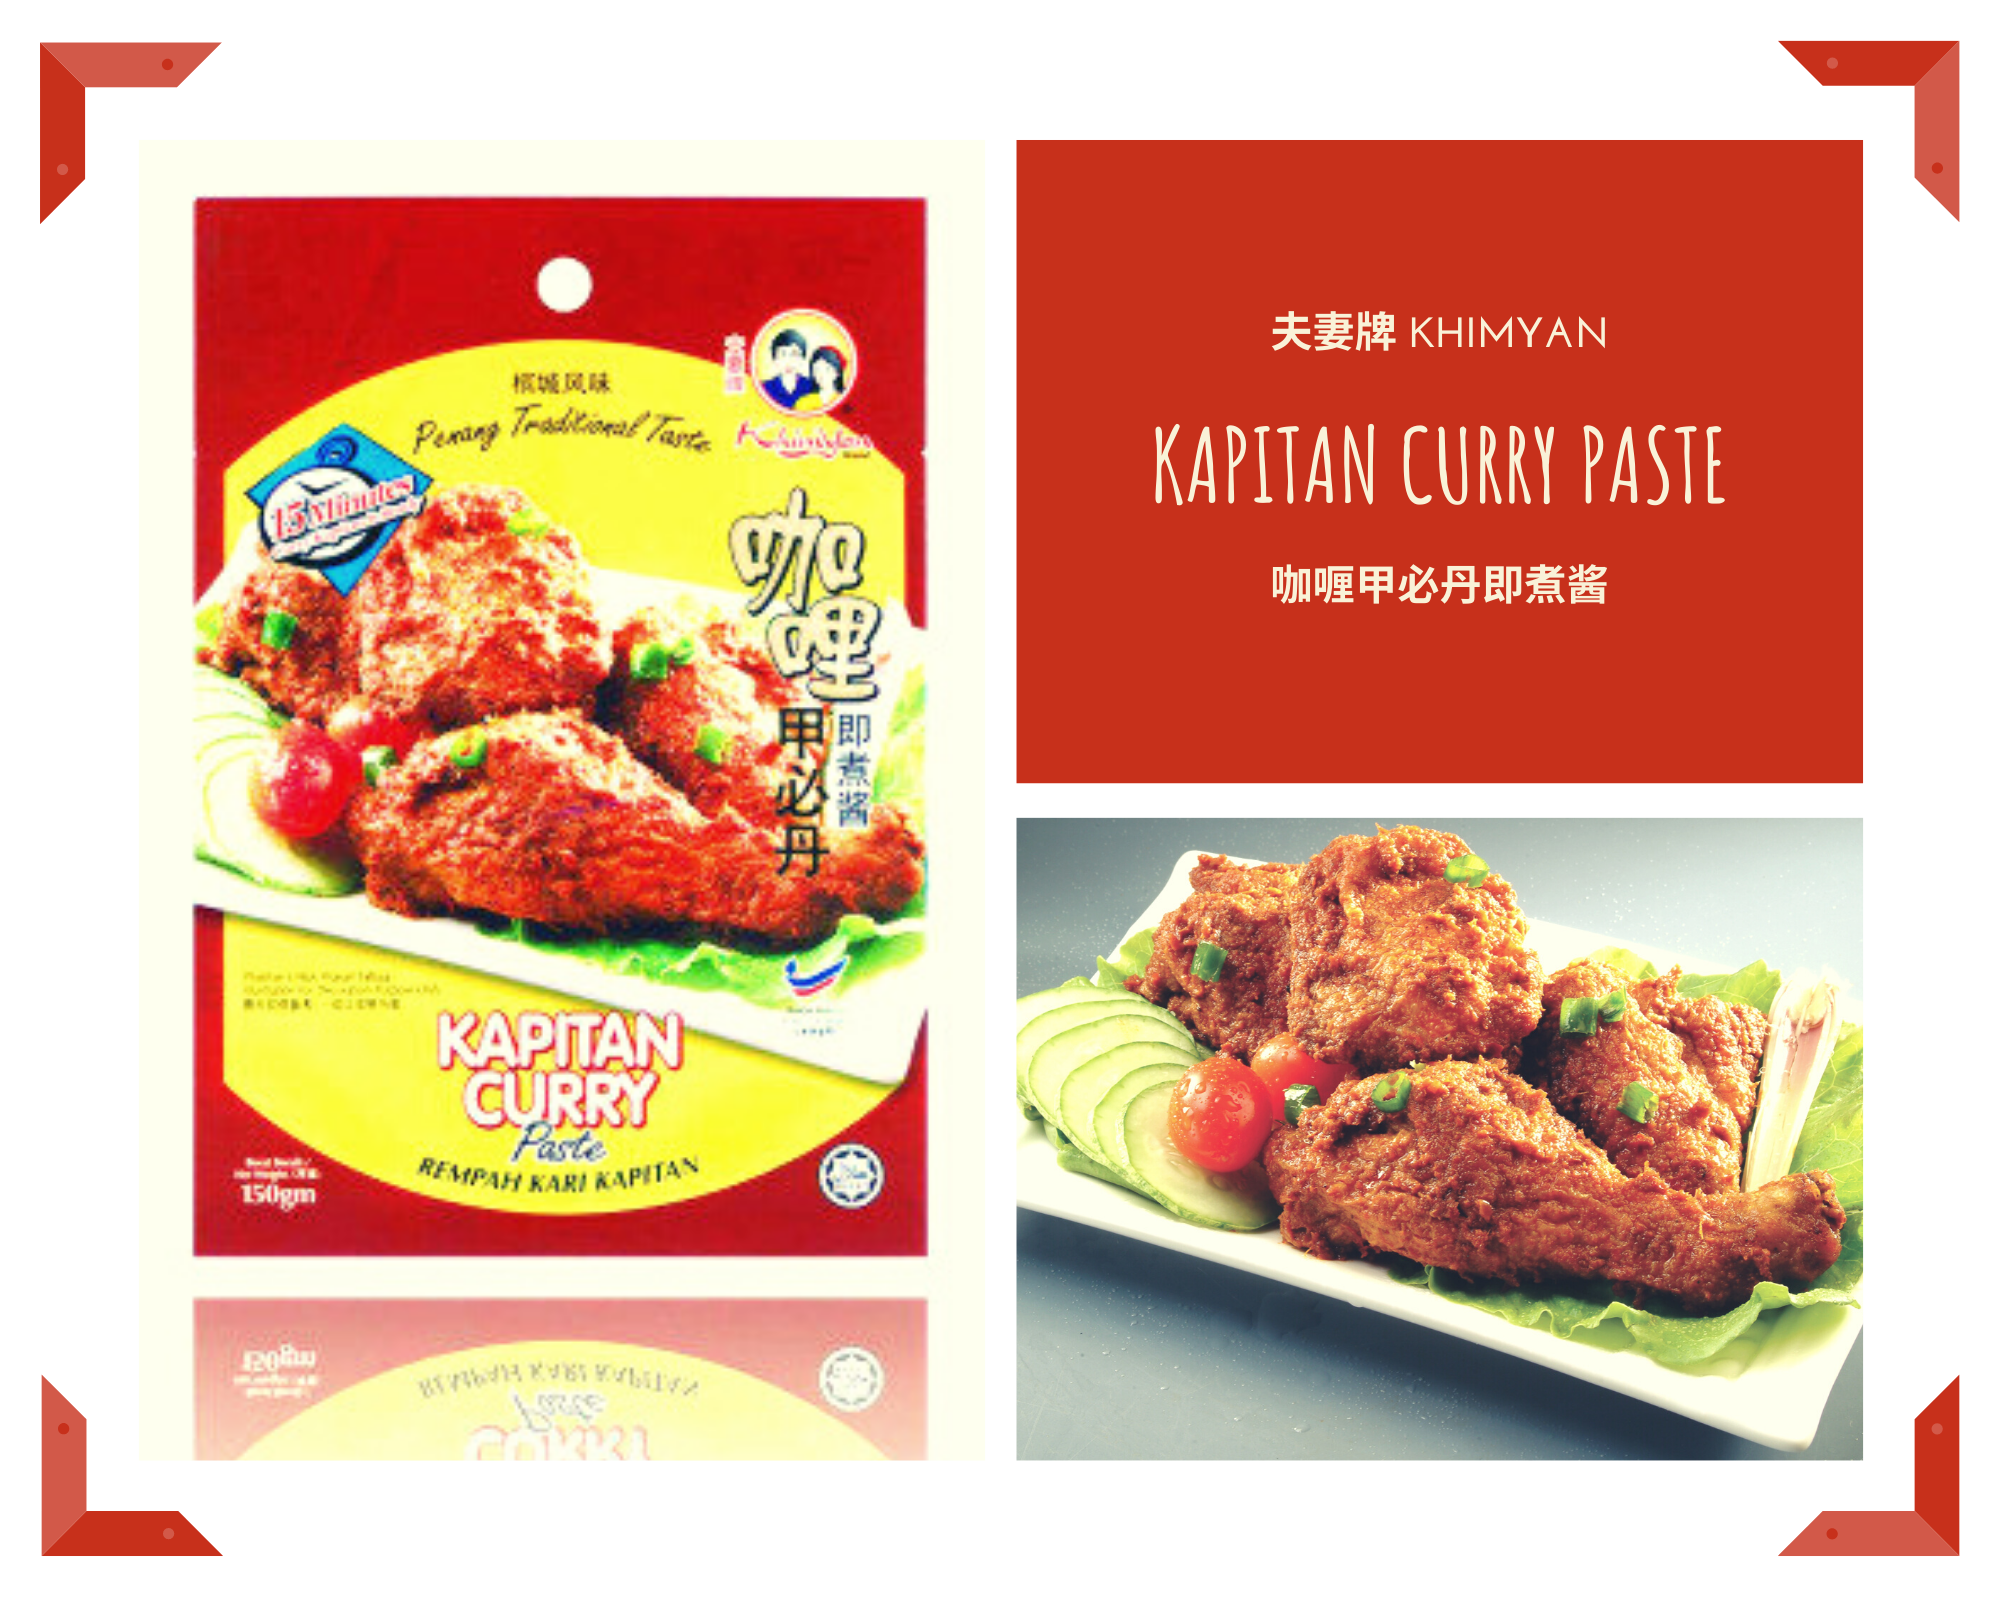 槟城风味
Penang Traditional Taste
Khimyan
15 Minutes
咖喱
甲必丹
即煮酱
KAPITAN
CURRY
Paste
REMPAH KARI KAPITAN
150gm
夫妻牌 KHIMYAN
KAPITAN CURRY PASTE
咖喱甲必丹即煮酱